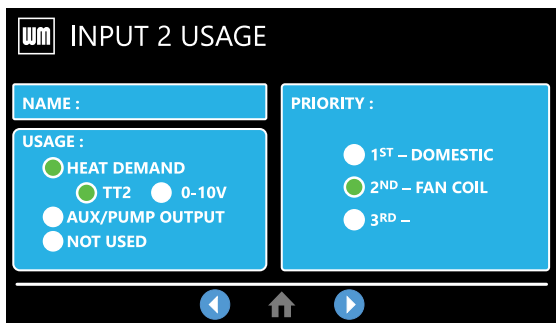 wm INPUT 2 USAGE
NAME :
USAGE :
HEAT DEMAND
TT2 0-10V
AUX/PUMP OUTPUT
NOT USED
PRIORITY :
1ST – DOMESTIC
2ND – FAN COIL
3RD –